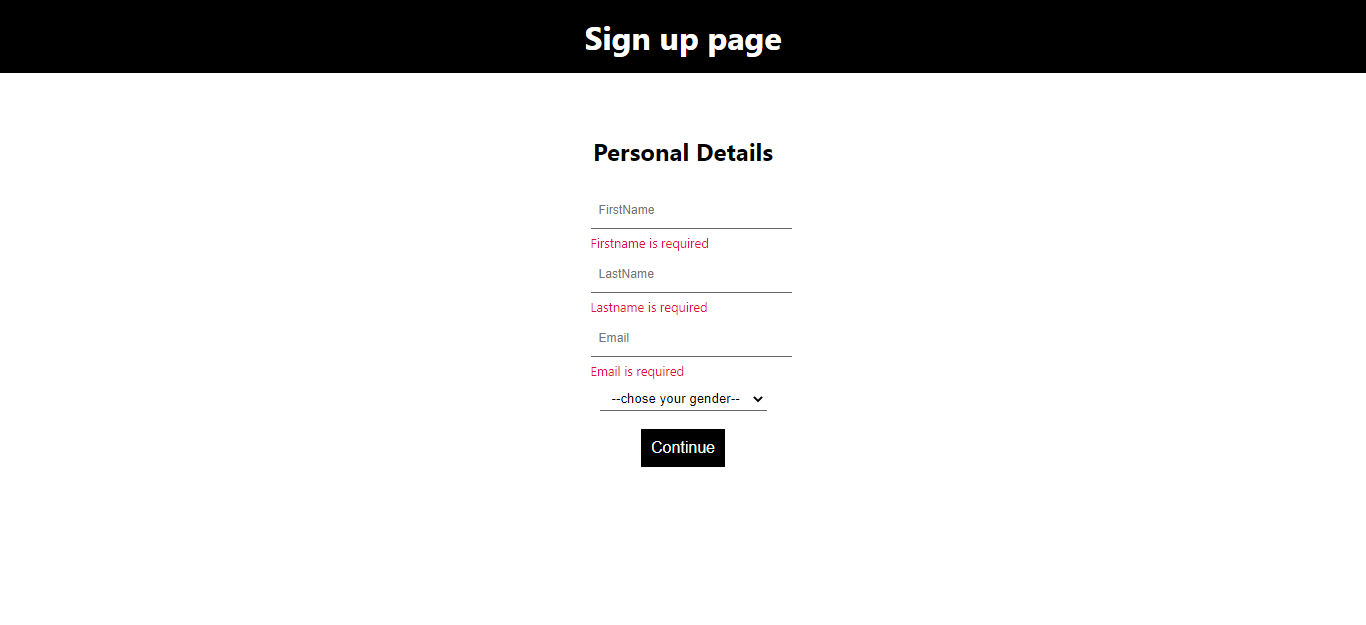 Sign up page
Personal Details
FirstName
Firstname is required
LastName
Lastname is required
Email
Email is required
--chose your gender--
Continue